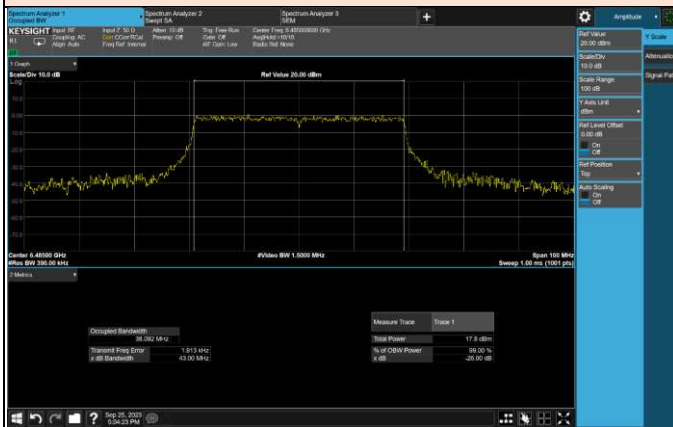 Spectrum Analyzer 1
Occupied BW
Spectrum Analyzer 2
Swept SA
Spectrum Analyzer 3
SEM
+
Amplitude
KEYSIGHT
Input: RF
Coupling: AC
Align: Auto
Input Z: 50 Ω
Corr CCorr RCal
Freq Ref: Internal
Atten: 10 dB
Preamp: Off
Trig: Free Run
Gate: Off
#IF Gain: Low
Center Freq: 6.485000000 GHz
Avg|Hold:>10/10
Radio Std: None
1 Graph
Scale/Div 10.0 dB
Ref Value 20.00 dBm
Log
Center 6.48500 GHz
#Res BW 390.00 kHz
#Video BW 1.5000 MHz
Span 100 MHz
Sweep 1.00 ms (1001 pts)
2 Metrics
Occupied Bandwidth
38.092 MHz
Transmit Freq Error 1.913 kHz
x dB Bandwidth 43.00 MHz
Measure Trace Trace 1
Total Power 17.8 dBm
% of OBW Power 99.00 %
x dB -26.00 dB
Ref Value
20.00 dBm
Scale/Div
10.0 dB
Scale Range
100 dB
Y Axis Unit
dBm
Ref Level Offset
0.00 dB
On
Off
Ref Position
Top
Auto Scaling
On
Off
Y Scale
Attenuatio
Signal Pat
Sep 25, 2023
5:04:23 PM